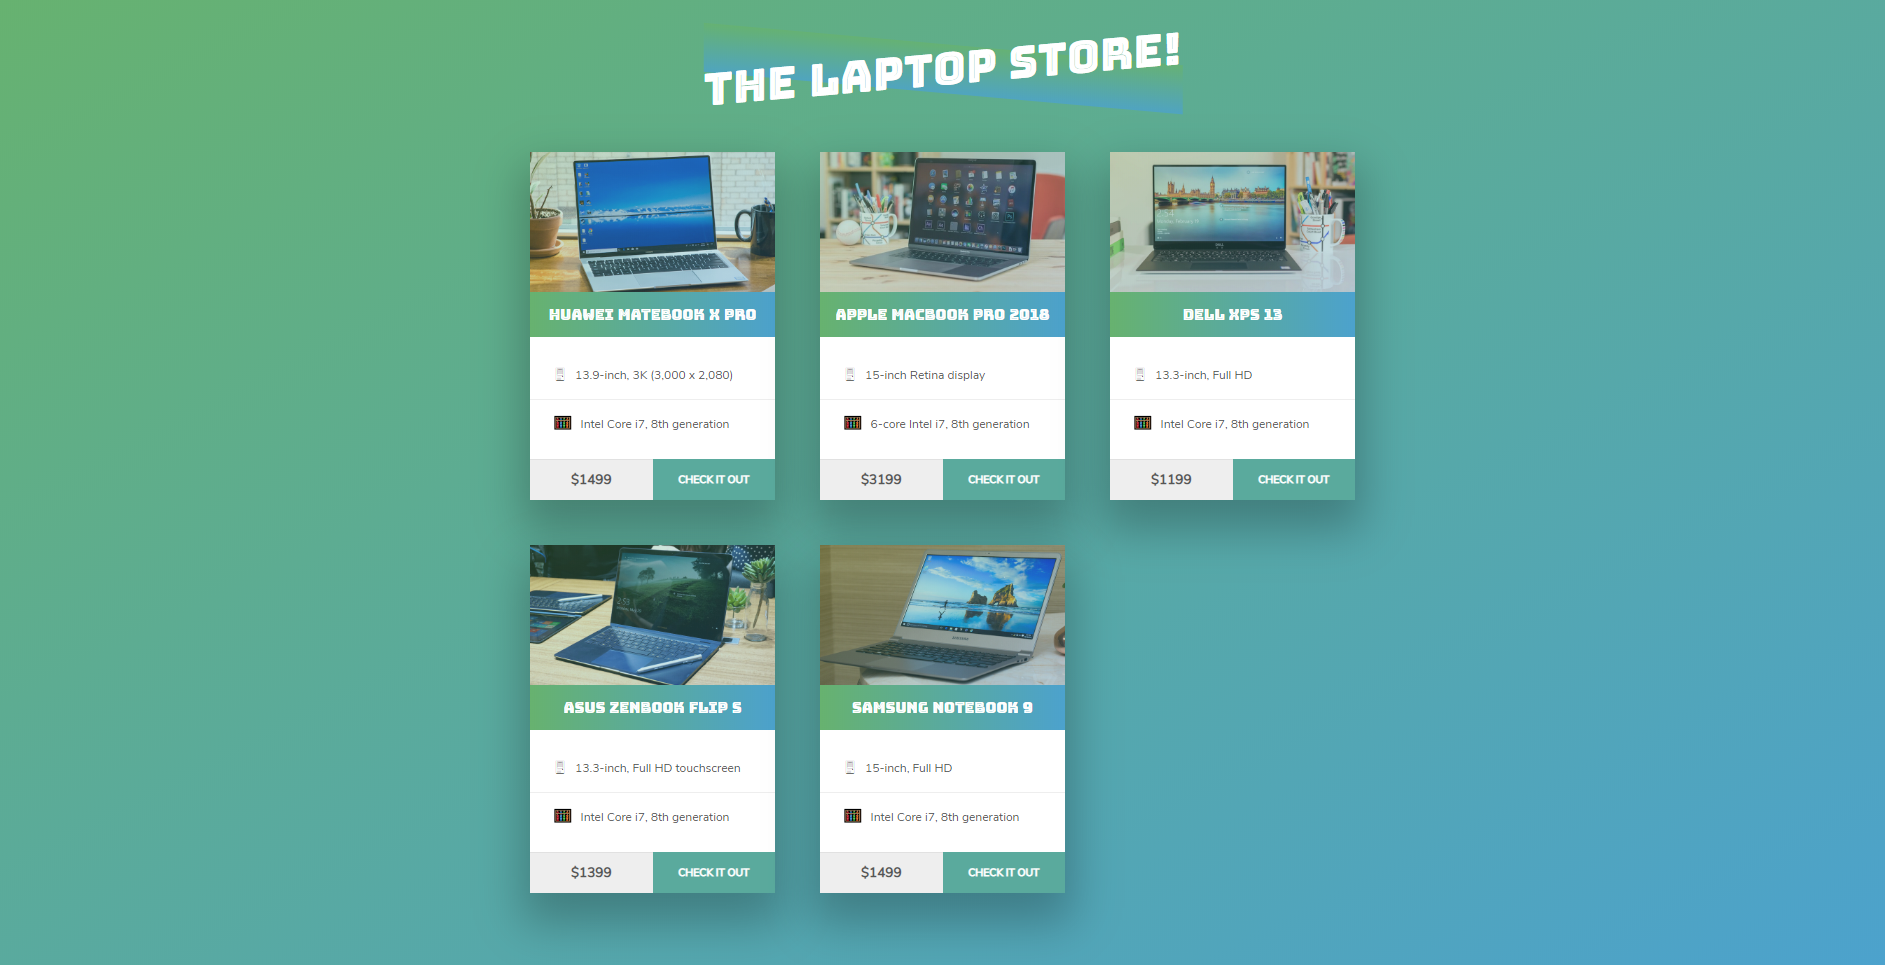 THE LAPTOP STORE!
HUAWEI MATEBOOK X PRO
13.9-inch, 3K (3,000 x 2,080)
Intel Core i7, 8th generation
$1499
CHECK IT OUT
APPLE MACBOOK PRO 2018
15-inch Retina display
6-core Intel i7, 8th generation
$3199
CHECK IT OUT
DELL XPS 13
13.3-inch, Full HD
Intel Core i7, 8th generation
$1199
CHECK IT OUT
ASUS ZENBOOK FLIP S
13.3-inch, Full HD touchscreen
Intel Core i7, 8th generation
$1399
CHECK IT OUT
SAMSUNG NOTEBOOK 9
15-inch, Full HD
Intel Core i7, 8th generation
$1499
CHECK IT OUT